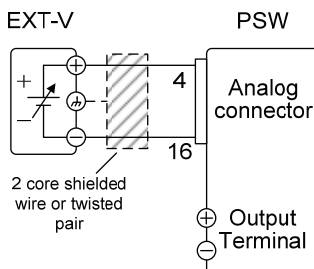 EXT-V
PSW
4
Analog
connector
16
2 core shielded
wire or twisted
pair
Output
Terminal